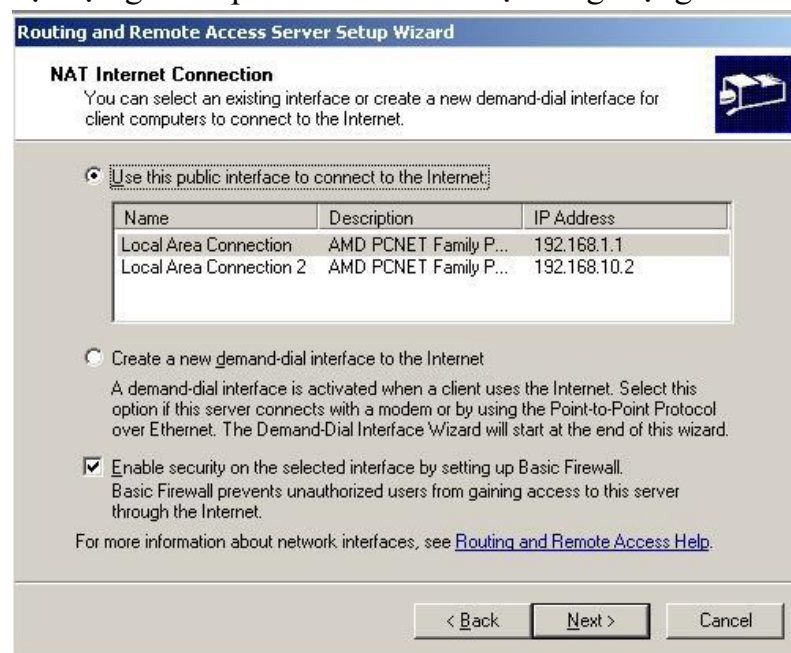 Routing and Remote Access Server Setup Wizard
NAT Internet Connection
You can select an existing interface or create a new demand-dial interface for
client computers to connect to the Internet.
Use this public interface to connect to the Internet:
Name Description IP Address
Local Area Connection AMD PCNET Family P... 192.168.1.1
Local Area Connection 2 AMD PCNET Family P... 192.168.10.2
Create a new demand-dial interface to the Internet
A demand-dial interface is activated when a client uses the Internet. Select this
option if this server connects with a modem or by using the Point-to-Point Protocol
over Ethernet. The Demand-Dial Interface Wizard will start at the end of this wizard.
Enable security on the selected interface by setting up Basic Firewall.
Basic Firewall prevents unauthorized users from gaining access to this server
through the Internet.
For more information about network interfaces, see Routing and Remote Access Help.
< Back Next > Cancel